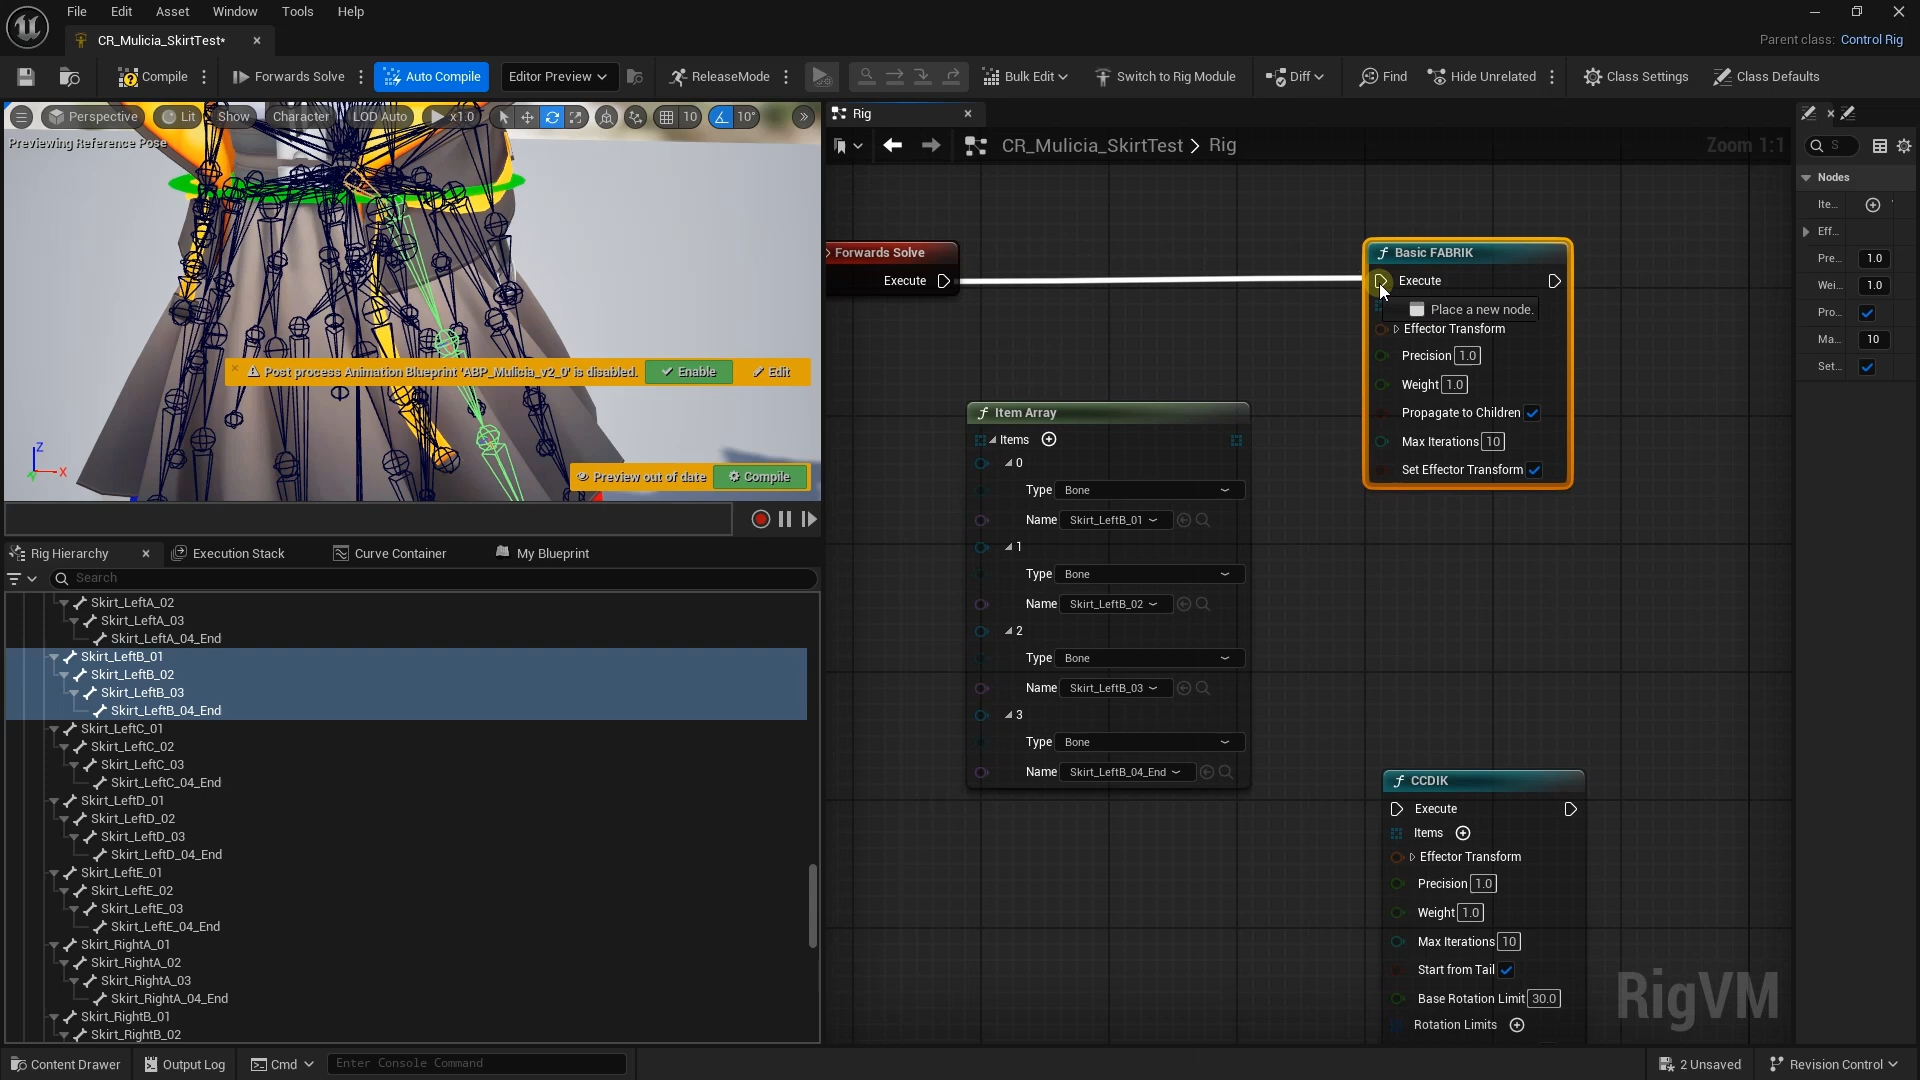 File Edit Asset Window Tools Help
CR_Mulicia_SkirtTest*
Parent class: Control Rig
Compile Forwards Solve Auto Compile Editor Preview ReleaseMode Bulk Edit Switch to Rig Module Diff Find Hide Unrelated Class Settings Class Defaults
Perspective Lit Show Character LOD Auto x1.0 10 10°
Previewing Reference Pose
Post process Animation Blueprint 'ABP_Mulicia_v2_0' is disabled. Enable Edit
Preview out of date Compile
Z
X
Rig Hierarchy Execution Stack Curve Container My Blueprint
Search
Skirt_LeftA_02
Skirt_LeftA_03
Skirt_LeftA_04_End
Skirt_LeftB_01
Skirt_LeftB_02
Skirt_LeftB_03
Skirt_LeftB_04_End
Skirt_LeftC_01
Skirt_LeftC_02
Skirt_LeftC_03
Skirt_LeftC_04_End
Skirt_LeftD_01
Skirt_LeftD_02
Skirt_LeftD_03
Skirt_LeftD_04_End
Skirt_LeftE_01
Skirt_LeftE_02
Skirt_LeftE_03
Skirt_LeftE_04_End
Skirt_RightA_01
Skirt_RightA_02
Skirt_RightA_03
Skirt_RightA_04_End
Skirt_RightB_01
Skirt_RightB_02
Rig
CR_Mulicia_SkirtTest > Rig
Zoom 1:1
Forwards Solve
Execute
Item Array
Items
0
Type Bone
Name Skirt_LeftB_01
1
Type Bone
Name Skirt_LeftB_02
2
Type Bone
Name Skirt_LeftB_03
3
Type Bone
Name Skirt_LeftB_04_End
Basic FABRIK
Execute
Place a new node.
Effector Transform
Precision 1.0
Weight 1.0
Propagate to Children
Max Iterations 10
Set Effector Transform
CCDIK
Execute
Items
Effector Transform
Precision 1.0
Weight 1.0
Max Iterations 10
Start from Tail
Base Rotation Limit 30.0
Rotation Limits
RigVM
S
Nodes
Ite...
Eff...
Pre... 1.0
Wei... 1.0
Pro...
Ma... 10
Set...
Content Drawer Output Log Cmd Enter Console Command 2 Unsaved Revision Control